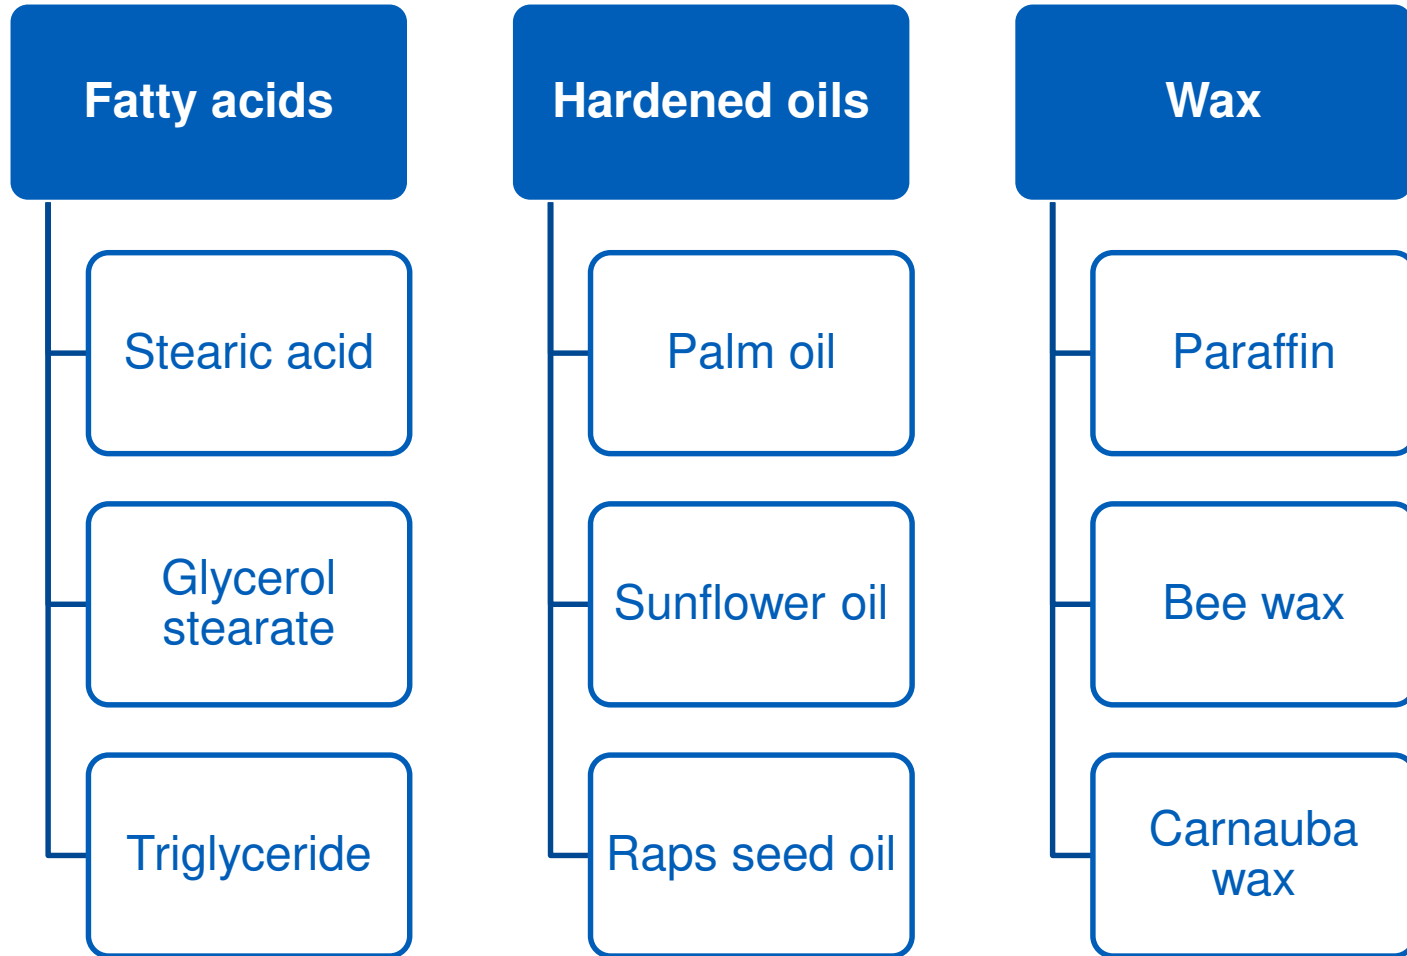 Fatty acids
Stearic acid
Glycerol
stearate
Triglyceride
Hardened oils
Palm oil
Sunflower oil
Raps seed oil
Wax
Paraffin
Bee wax
Carnauba
wax